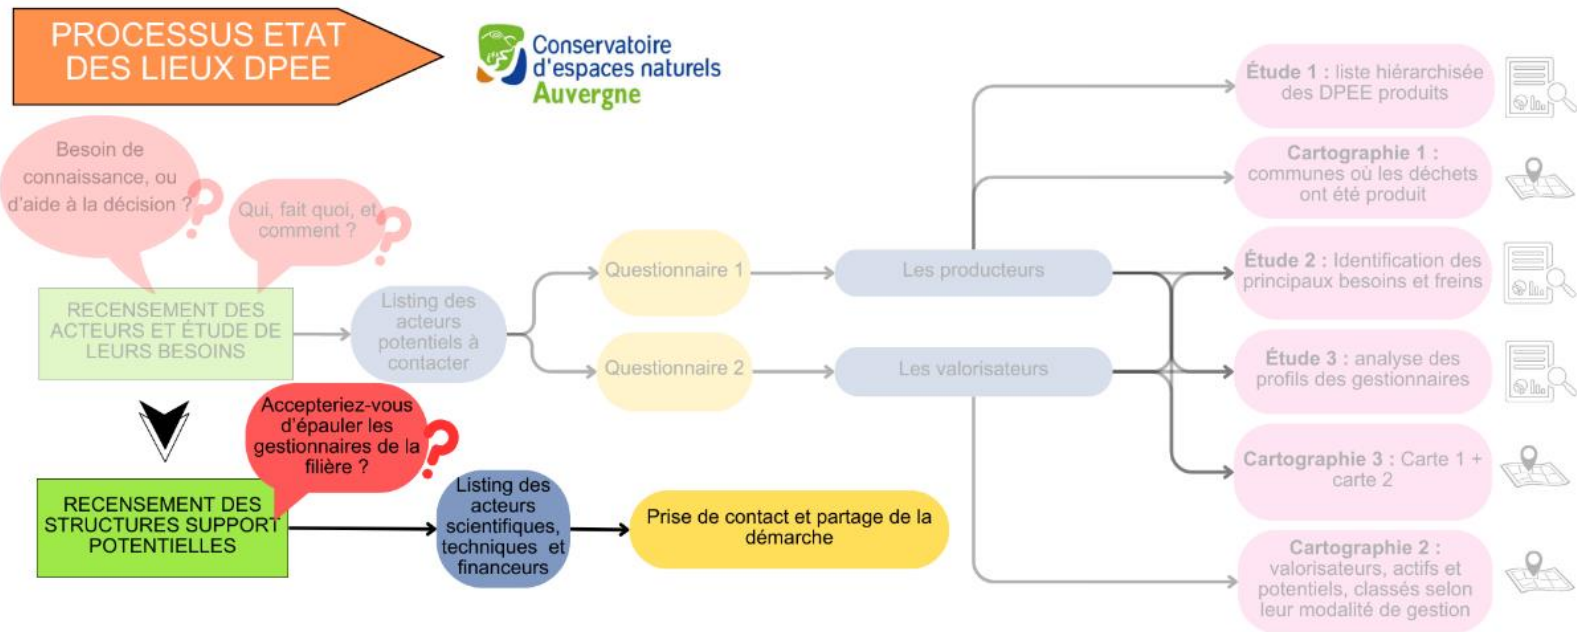 PROCESSUS ETAT
DES LIEUX DPEE
Conservatoire
d'espaces naturels
Auvergne
Besoin de
connaissance, ou
d'aide à la décision ?
?
Qui, fait quoi, et
comment ?
?
RECENSEMENT DES
ACTEURS ET ÉTUDE DE
LEURS BESOINS
Listing des
acteurs
potentiels à
contacter
Questionnaire 1
Questionnaire 2
Les producteurs
Les valorisateurs
Étude 1 : liste hiérarchisée
des DPEE produits
Cartographie 1 :
communes où les déchets
ont été produit
Étude 2 : Identification des
principaux besoins et freins
Étude 3 : analyse des
profils des gestionnaires
Cartographie 3 : Carte 1 +
carte 2
Cartographie 2 :
valorisateurs, actifs et
potentiels, classés selon
leur modalité de gestion
Accepteriez-vous
d'épauler les
gestionnaires de la
filière ?
?
RECENSEMENT DES
STRUCTURES SUPPORT
POTENTIELLES
Listing des
acteurs
scientifiques,
techniques et
financeurs
Prise de contact et partage de la
démarche